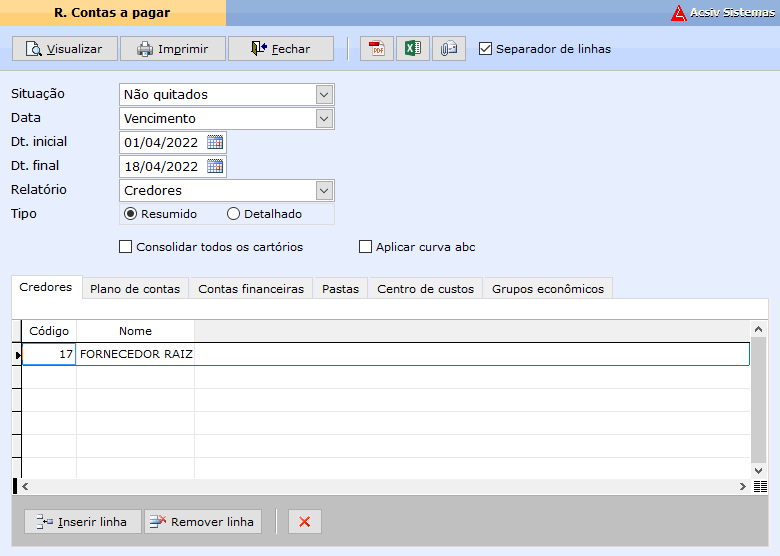 R. Contas a pagar
Acsiv Sistemas
Visualizar Imprimir Fechar PDF Separador de linhas
Situação Não quitados
Data Vencimento
Dt. inicial 01/04/2022
Dt. final 18/04/2022
Relatório Credores
Tipo Resumido Detalhado
Consolidar todos os cartórios Aplicar curva abc
Credores Plano de contas Contas financeiras Pastas Centro de custos Grupos econômicos
Código Nome
17 FORNECEDOR RAIZ
Inserir linha Remover linha